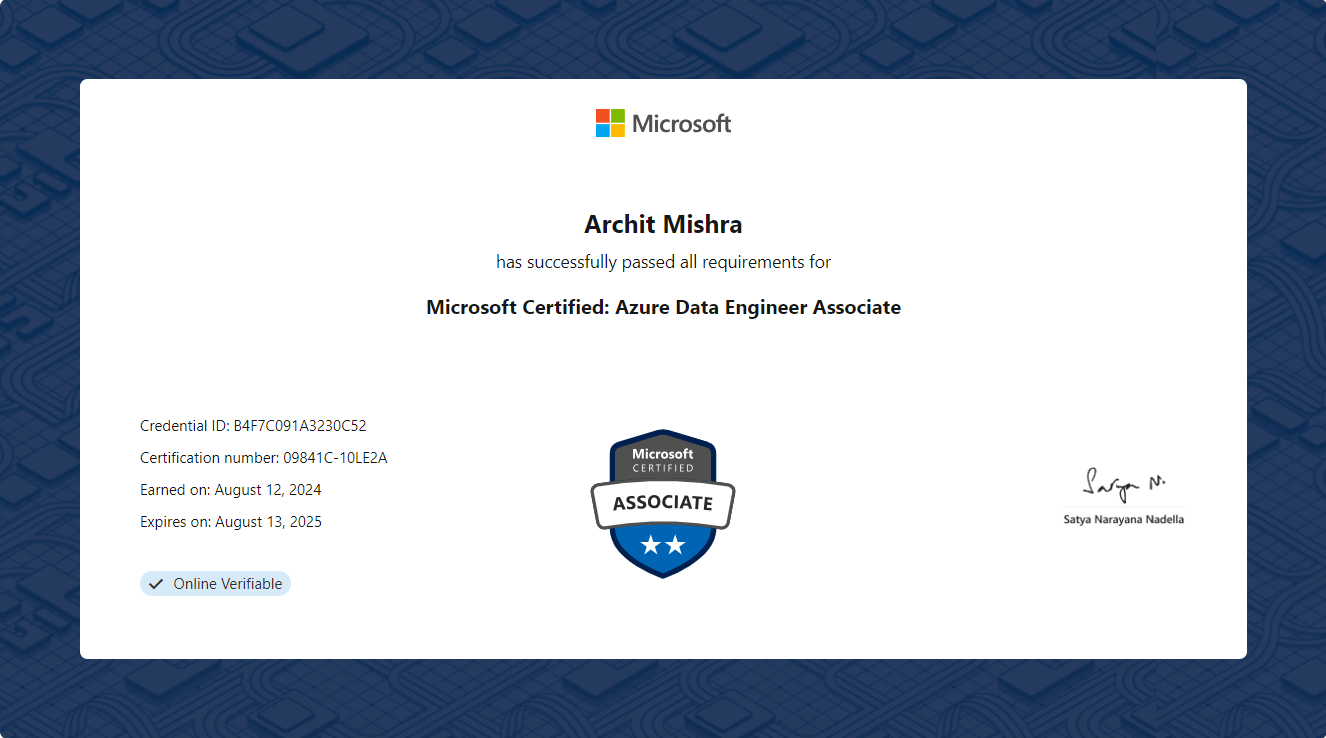 Microsoft
Archit Mishra
has successfully passed all requirements for
Microsoft Certified: Azure Data Engineer Associate
Credential ID: B4F7C091A3230C52
Certification number: 09841C-10LE2A
Earned on: August 12, 2024
Expires on: August 13, 2025
Online Verifiable
Microsoft
CERTIFIED
ASSOCIATE
Satya N.
Satya Narayana Nadella